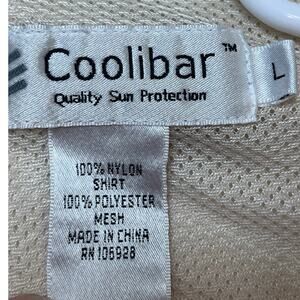 Coolibar™
Quality Sun Protection
L
100% NYLON
SHIRT
100% POLYESTER
MESH
MADE IN CHINA
RN 106928